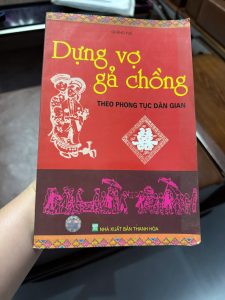 Dựng vợ
gả chồng
THEO PHONG TỤC DÂN GIAN
囍
NHÀ XUẤT BẢN THANH HÓA